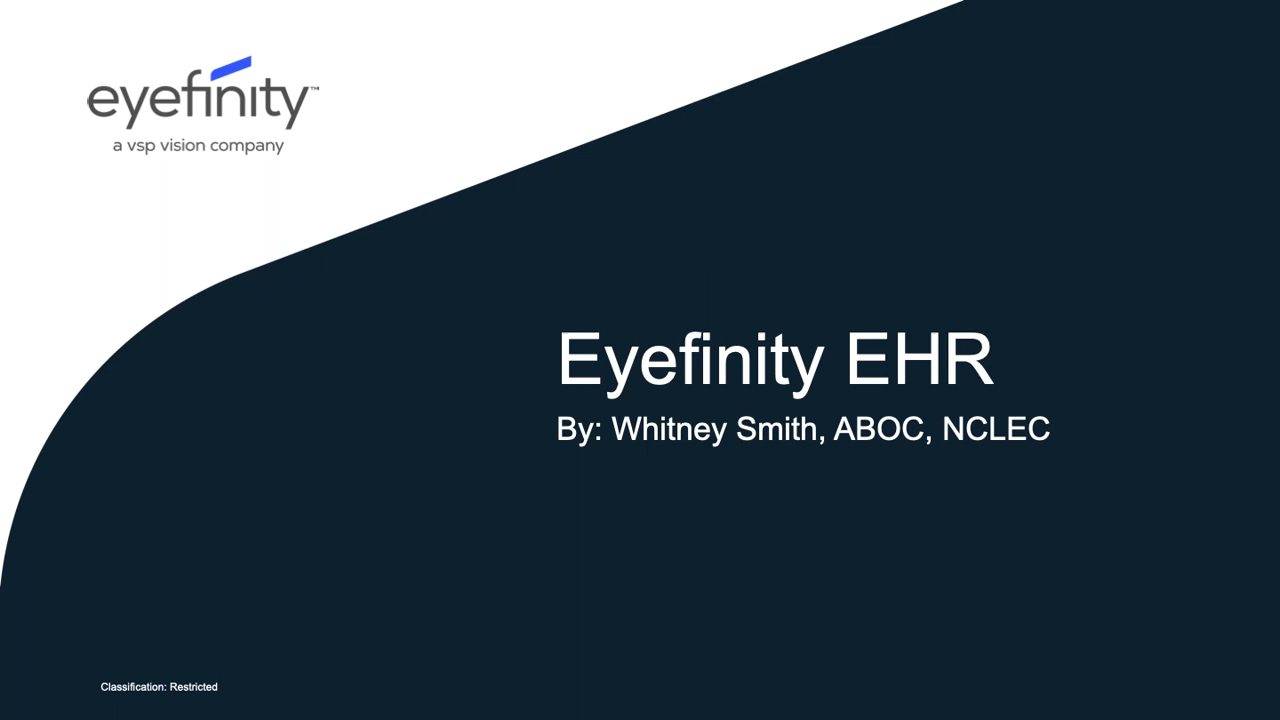 eyefinity™
a vsp vision company
Eyefinity EHR
By: Whitney Smith, ABOC, NCLEC
Classification: Restricted